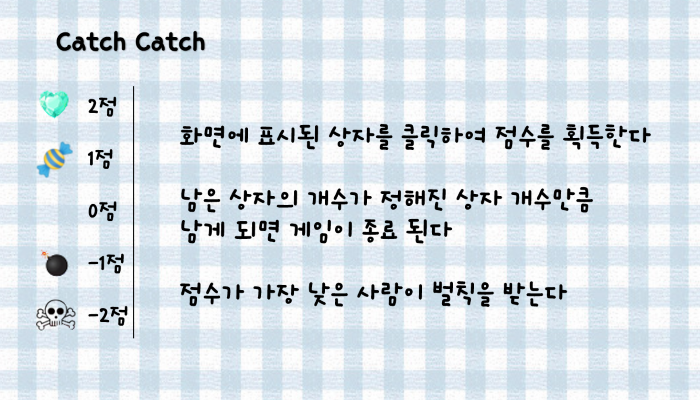 Catch Catch
2점
1점
0점
-1점
-2점
화면에 표시된 상자를 클릭하여 점수를 획득한다
남은 상자의 개수가 정해진 상자 개수만큼
남게 되면 게임이 종료 된다
점수가 가장 낮은 사람이 벌칙을 받는다